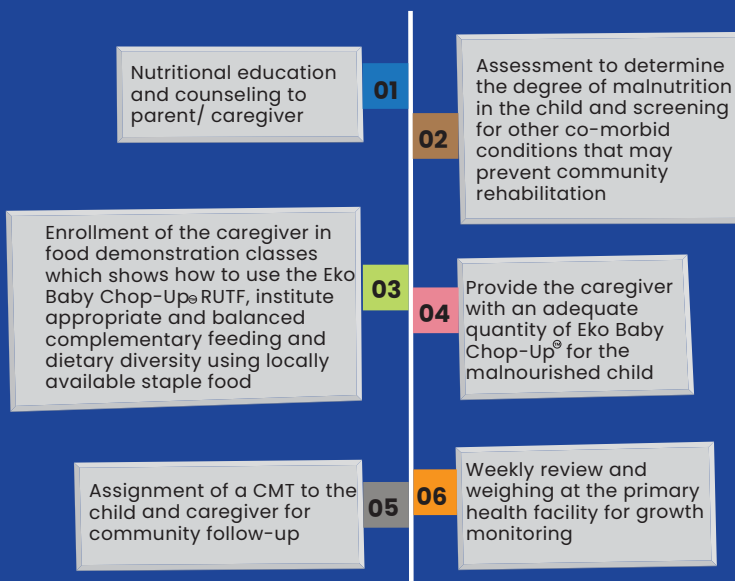 01
Nutritional education
and counseling to
parent/ caregiver
02
Assessment to determine
the degree of malnutrition
in the child and screening
for other co-morbid
conditions that may
prevent community
rehabilitation
03
Enrollment of the caregiver in
food demonstration classes
which shows how to use the Eko
Baby Chop-Up RUTF, institute
appropriate and balanced
complementary feeding and
dietary diversity using locally
available staple food
04
Provide the caregiver
with an adequate
quantity of Eko Baby
Chop-Up for the
malnourished child
05
Assignment of a CMT to the
child and caregiver for
community follow-up
06
Weekly review and
weighing at the primary
health facility for growth
monitoring